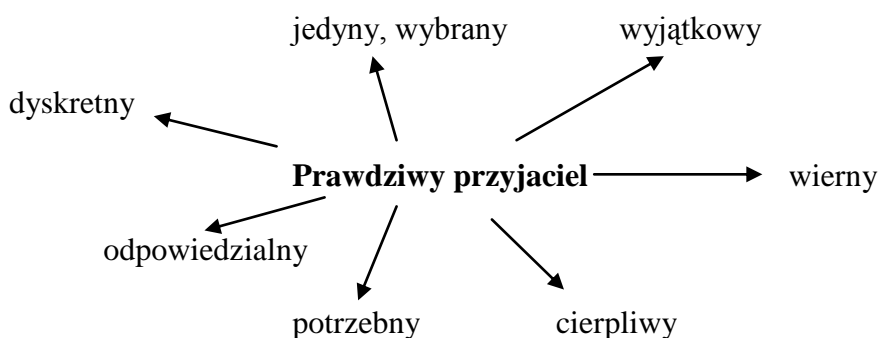 jedyny, wybrany
wyjątkowy
dyskretny
Prawdziwy przyjaciel
wierny
odpowiedzialny
potrzebny
cierpliwy